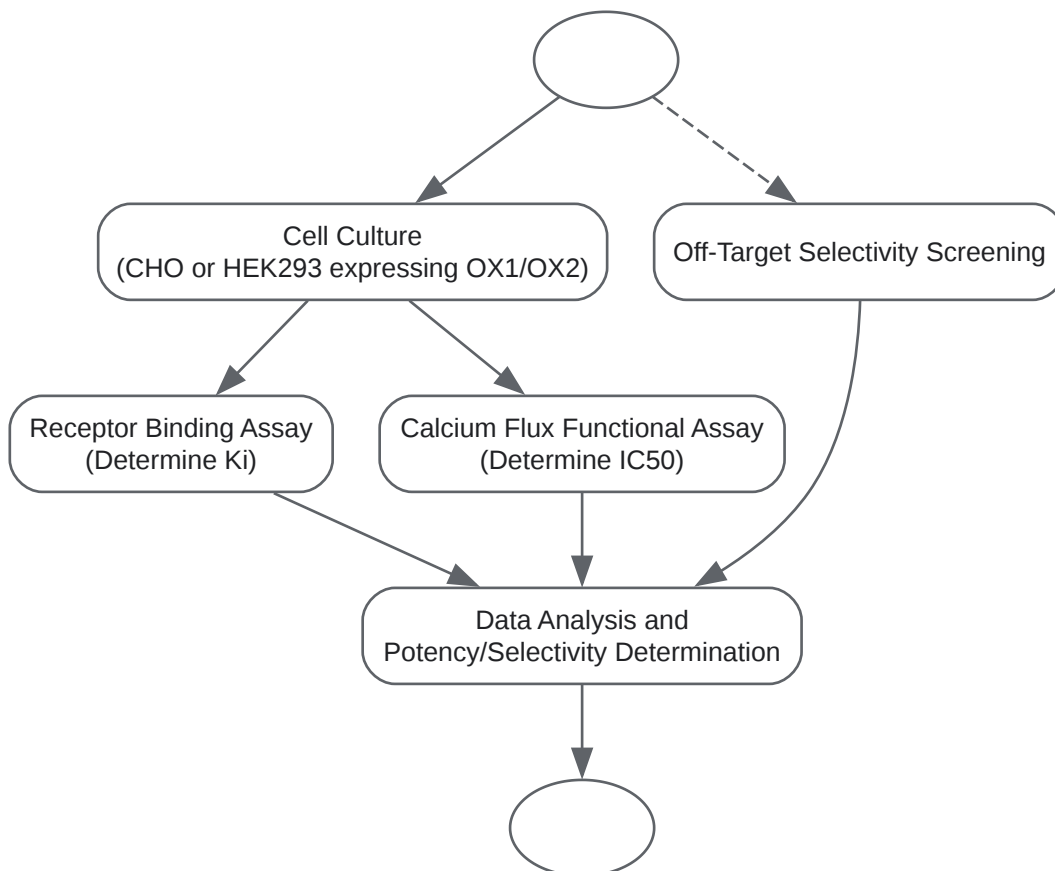 Cell Culture
(CHO or HEK293 expressing OX1/OX2)
Off-Target Selectivity Screening
Receptor Binding Assay
(Determine Ki)
Calcium Flux Functional Assay
(Determine IC50)
Data Analysis and
Potency/Selectivity Determination